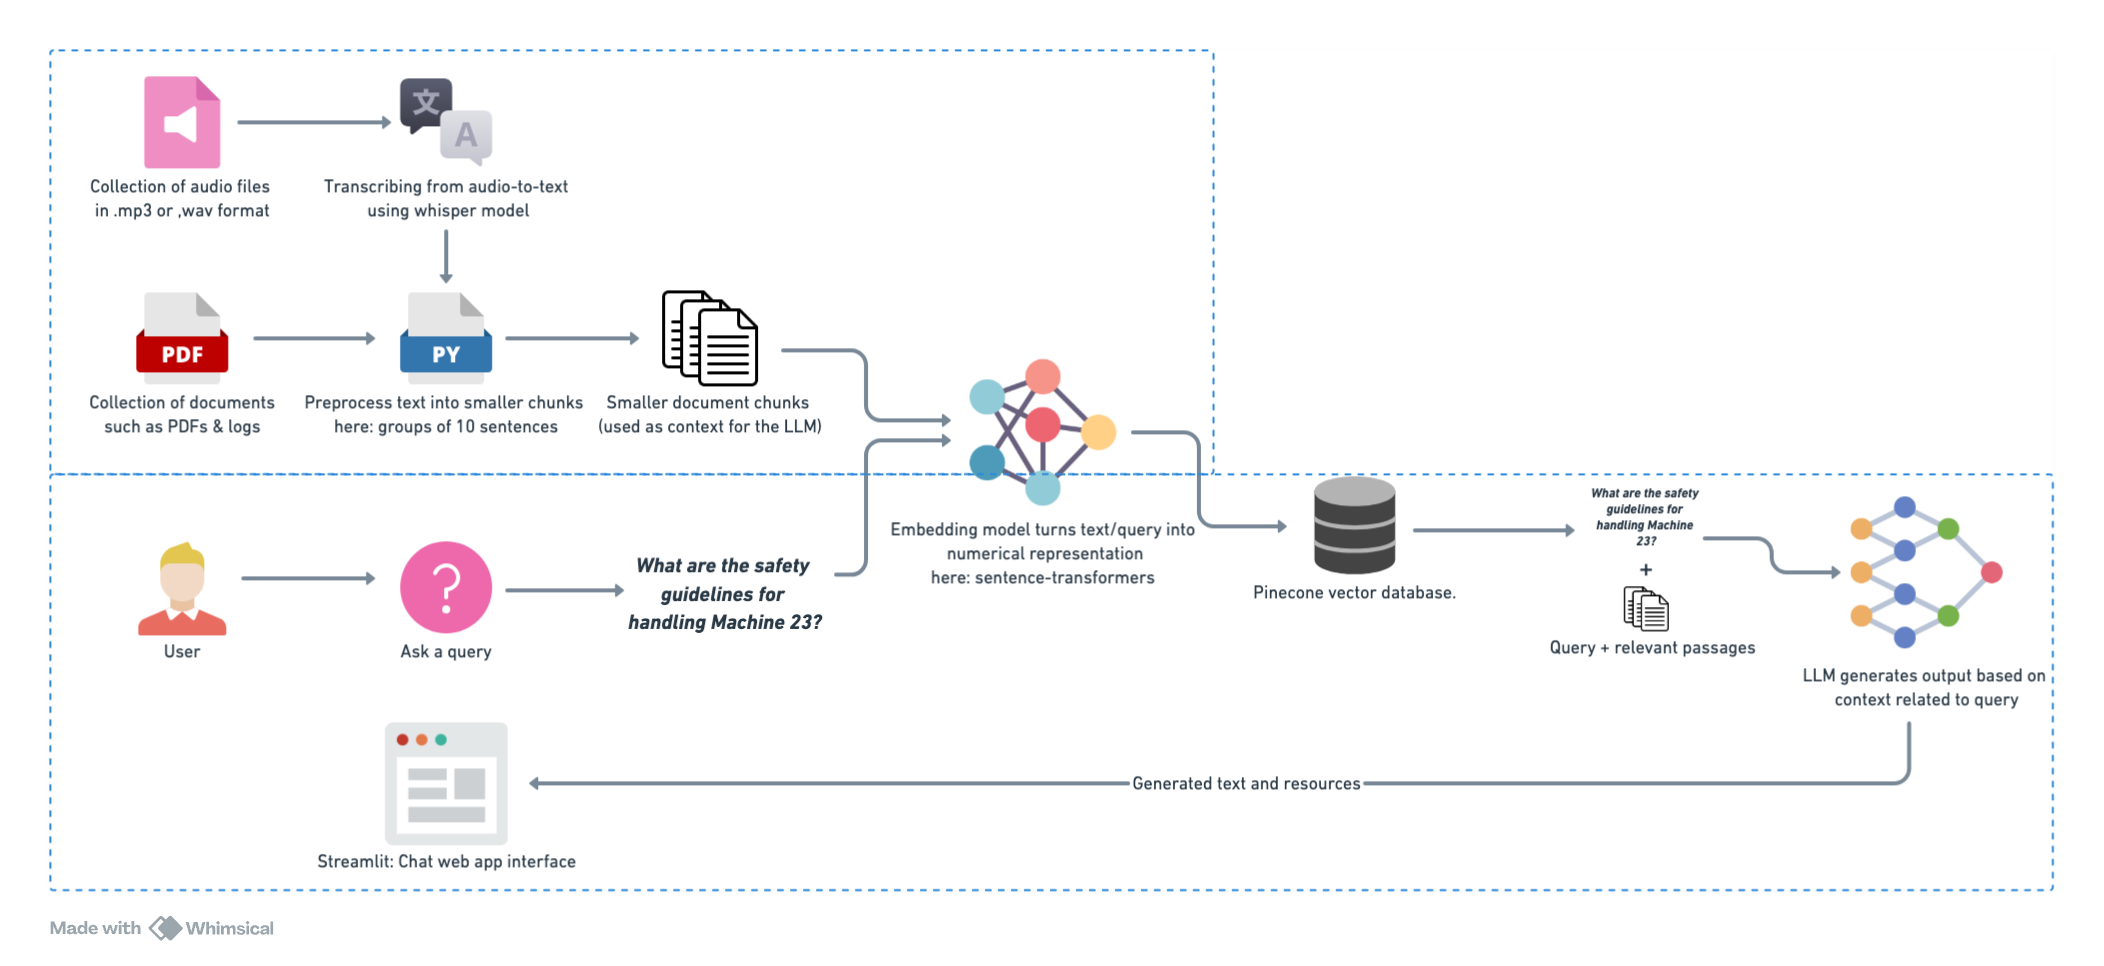 文
A
Collection of audio files
in .mp3 or ,wav format
Transcribing from audio-to-text
using whisper model
PDF
PY
Collection of documents
such as PDFs & logs
Preprocess text into smaller chunks
here: groups of 10 sentences
Smaller document chunks
(used as context for the LLM)
Embedding model turns text/query into
numerical representation
here: sentence-transformers
?
User
Ask a query
What are the safety
guidelines for
handling Machine 23?
Pinecone vector database.
What are the safety
guidelines for
handling Machine
23?
+
Query + relevant passages
LLM generates output based on
context related to query
Generated text and resources
Streamlit: Chat web app interface
Made with Whimsical